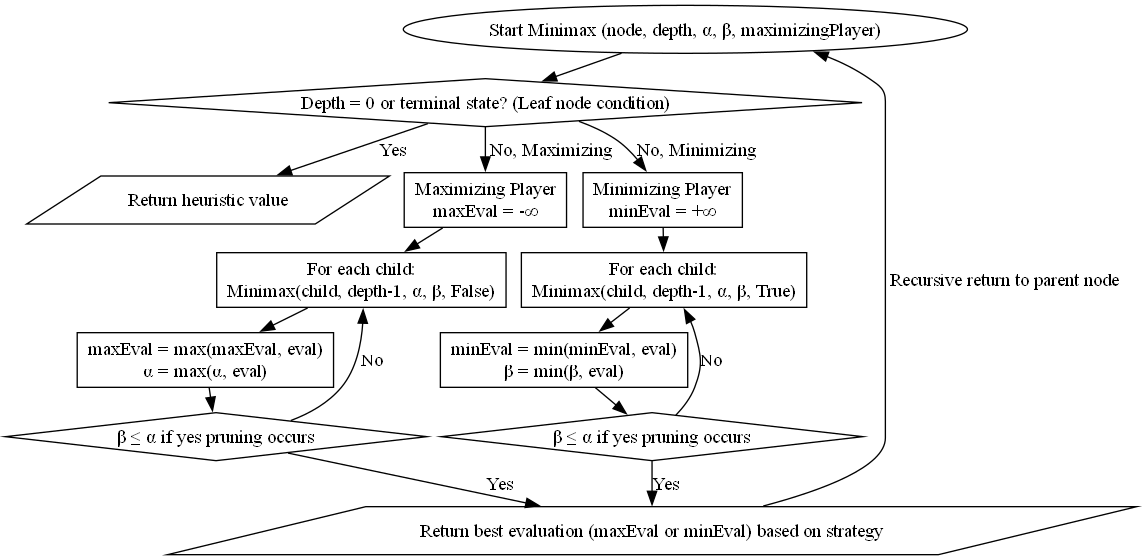 Start Minimax (node, depth, α, β, maximizingPlayer)
Depth = 0 or terminal state? (Leaf node condition)
Yes
No, Maximizing
No, Minimizing
Return heuristic value
Maximizing Player
maxEval = -∞
Minimizing Player
minEval = +∞
For each child:
Minimax(child, depth-1, α, β, False)
For each child:
Minimax(child, depth-1, α, β, True)
Recursive return to parent node
maxEval = max(maxEval, eval)
α = max(α, eval)
No
minEval = min(minEval, eval)
β = min(β, eval)
No
β ≤ α if yes pruning occurs
β ≤ α if yes pruning occurs
Yes
Yes
Return best evaluation (maxEval or minEval) based on strategy